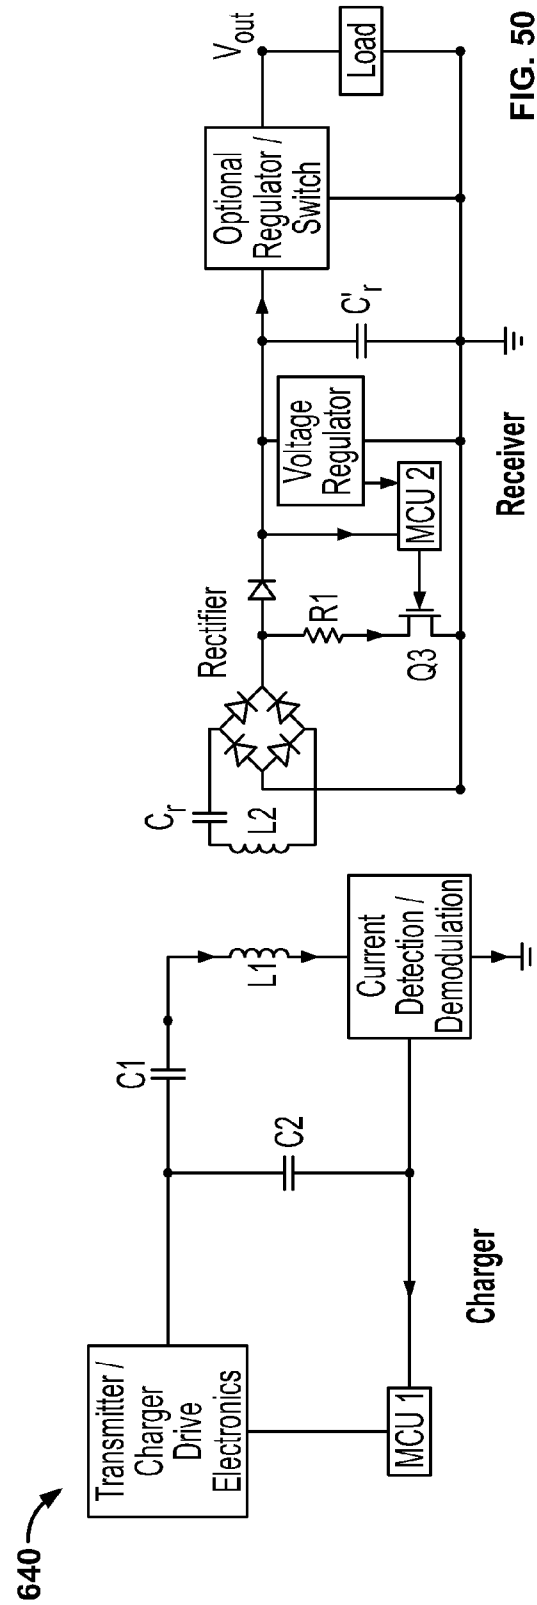 640
Transmitter /
Charger
Drive
Electronics
MCU 1
C1
C2
L1
Current
Detection /
Demodulation
Charger
Cr
L2
Rectifier
R1
Q3
MCU 2
Voltage
Regulator
C'r
Optional
Regulator /
Switch
Vout
Load
Receiver
FIG. 50